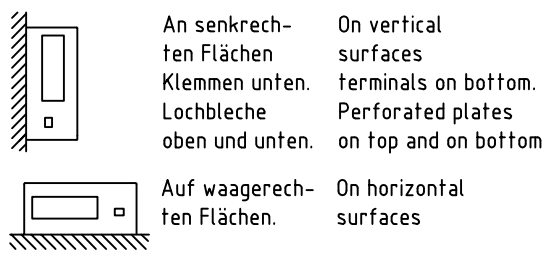 An senkrech-
ten Flächen
Klemmen unten.
Lochbleche
oben und unten.
On vertical
surfaces
terminals on bottom.
Perforated plates
on top and on bottom
Auf waagerech-
ten Flächen.
On horizontal
surfaces